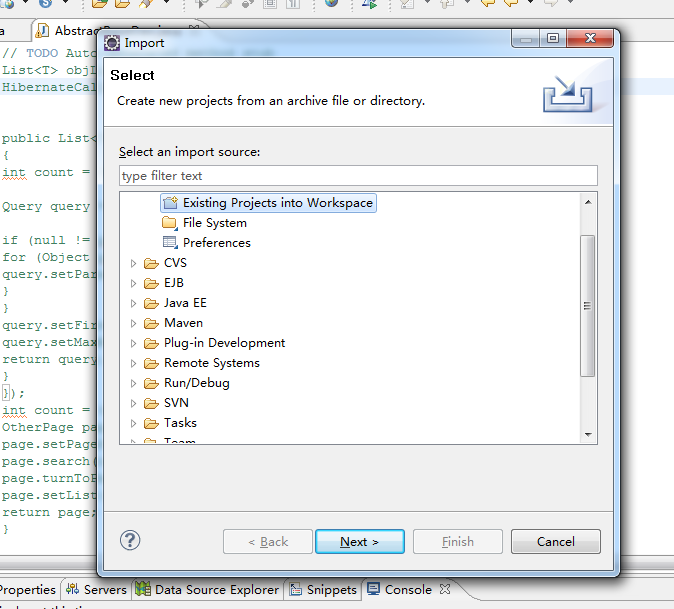 a
AbstractBa
Import
// TODO Auto
List<T> objL
HibernateCal
public List<
{
int count =
Query query
if (null !=
for (Object
query.setPar
}
}
query.setFir
query.setMax
return query
}
});
int count =
OtherPage pa
page.setPage
page.search(
page.turnToP
page.setList
return page;
}
Select
Create new projects from an archive file or directory.
Select an import source:
type filter text
Existing Projects into Workspace
File System
Preferences
CVS
EJB
Java EE
Maven
Plug-in Development
Remote Systems
Run/Debug
SVN
Tasks
Team
< Back
Next >
Finish
Cancel
Properties
Servers
Data Source Explorer
Snippets
Console